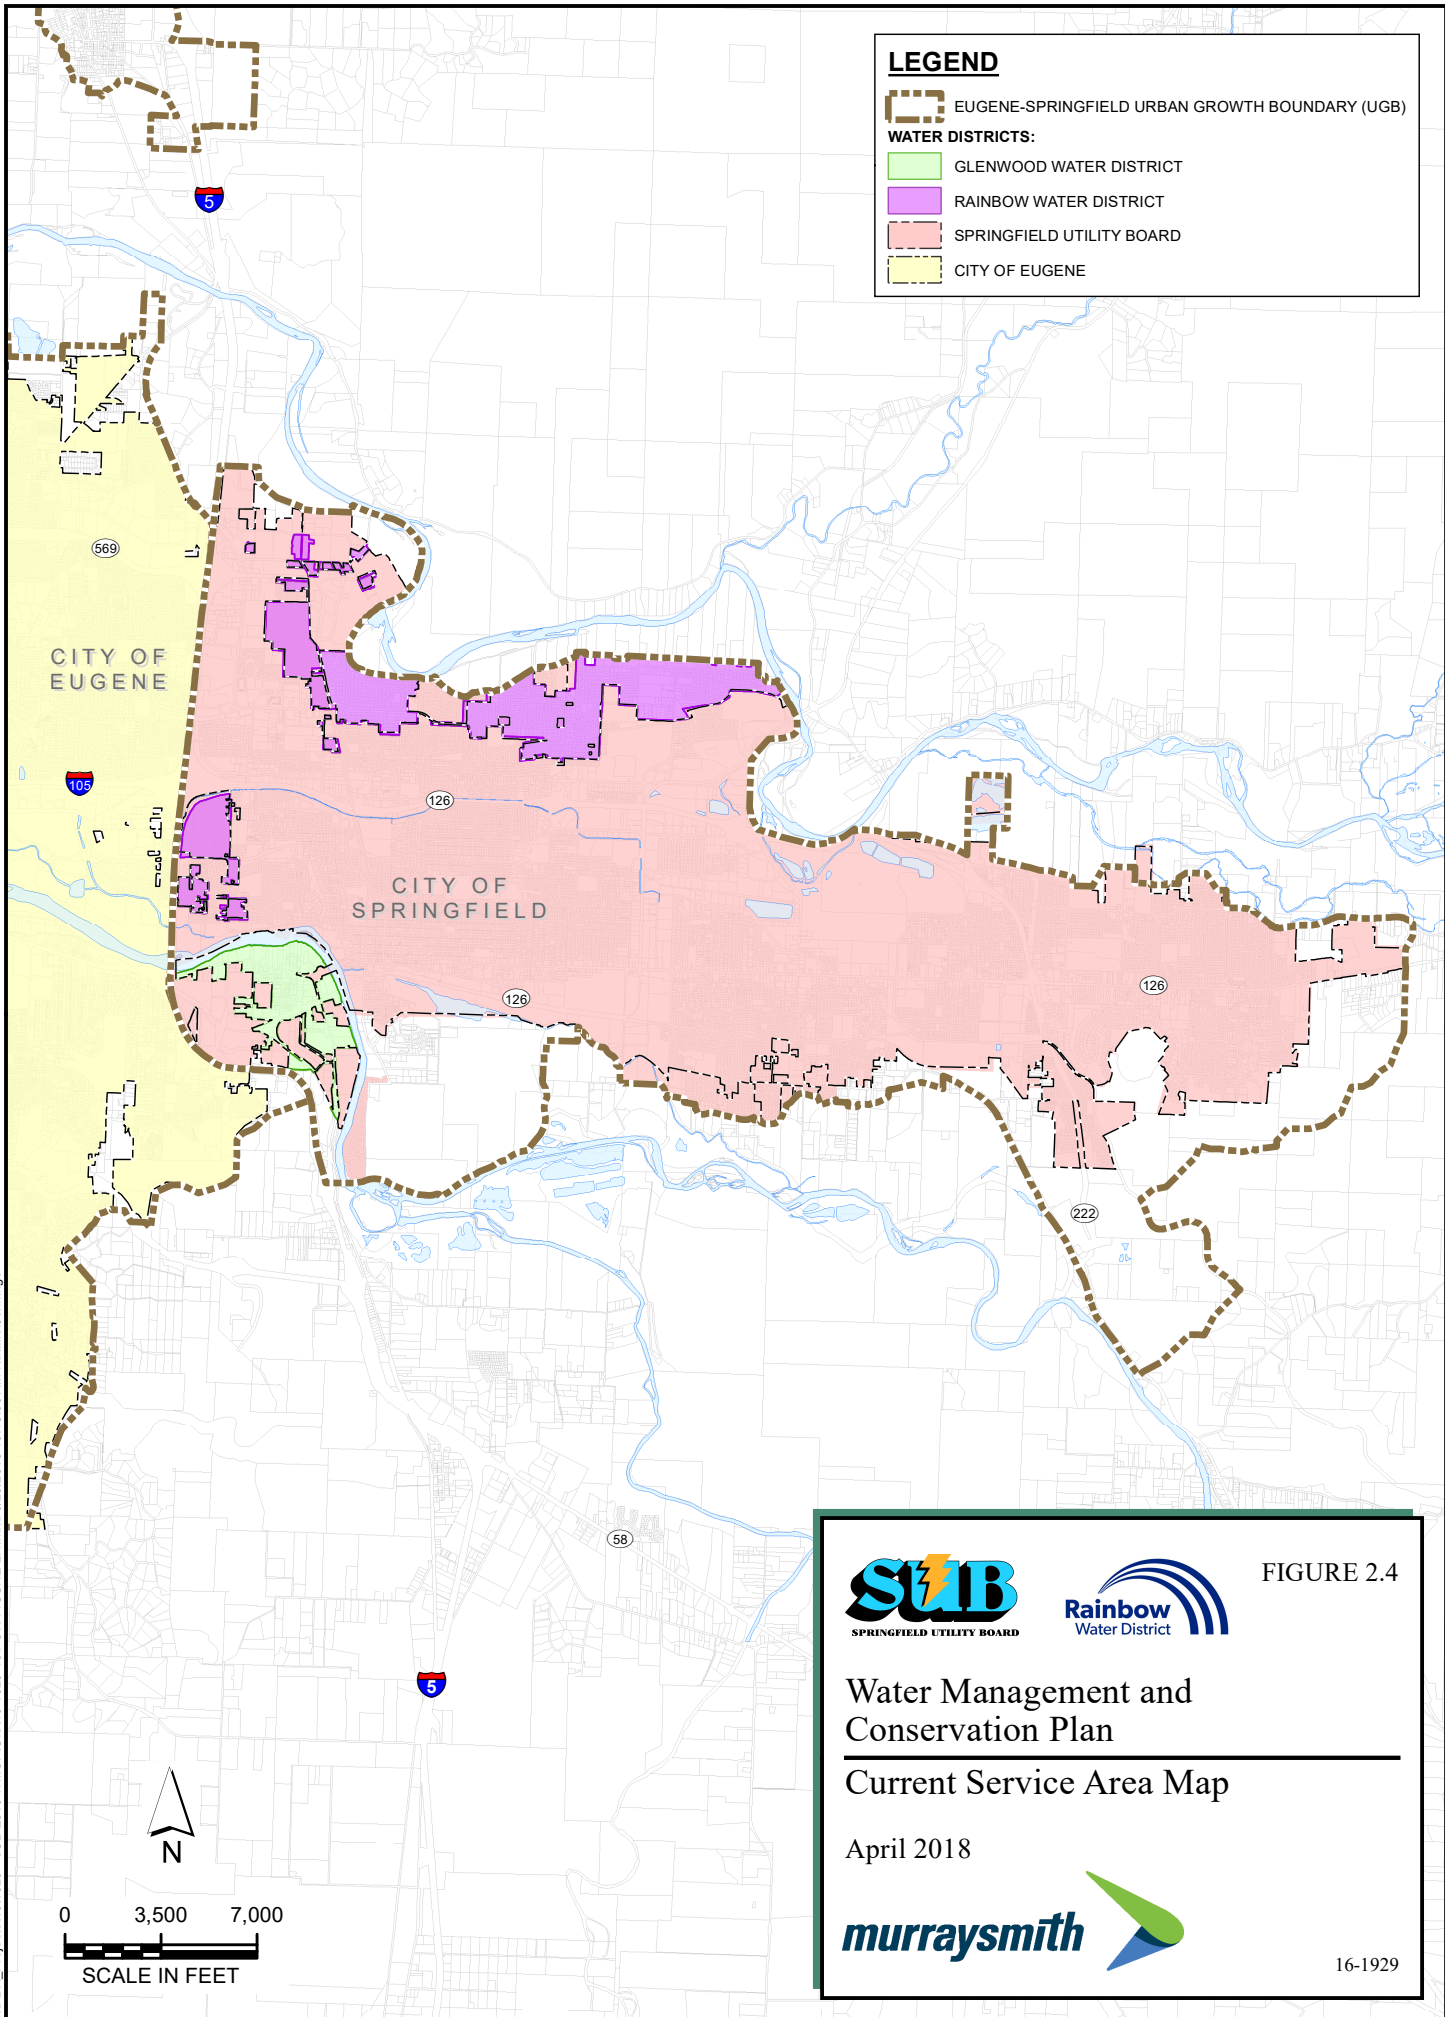 LEGEND
EUGENE-SPRINGFIELD URBAN GROWTH BOUNDARY (UGB)
WATER DISTRICTS:
GLENWOOD WATER DISTRICT
RAINBOW WATER DISTRICT
SPRINGFIELD UTILITY BOARD
CITY OF EUGENE
5
569
CITY OF
EUGENE
105
126
CITY OF
SPRINGFIELD
126
126
222
58
5
N
0 3,500 7,000
SCALE IN FEET
SUB
SPRINGFIELD UTILITY BOARD
Rainbow
Water District
FIGURE 2.4
Water Management and
Conservation Plan
Current Service Area Map
April 2018
murraysmith
16-1929